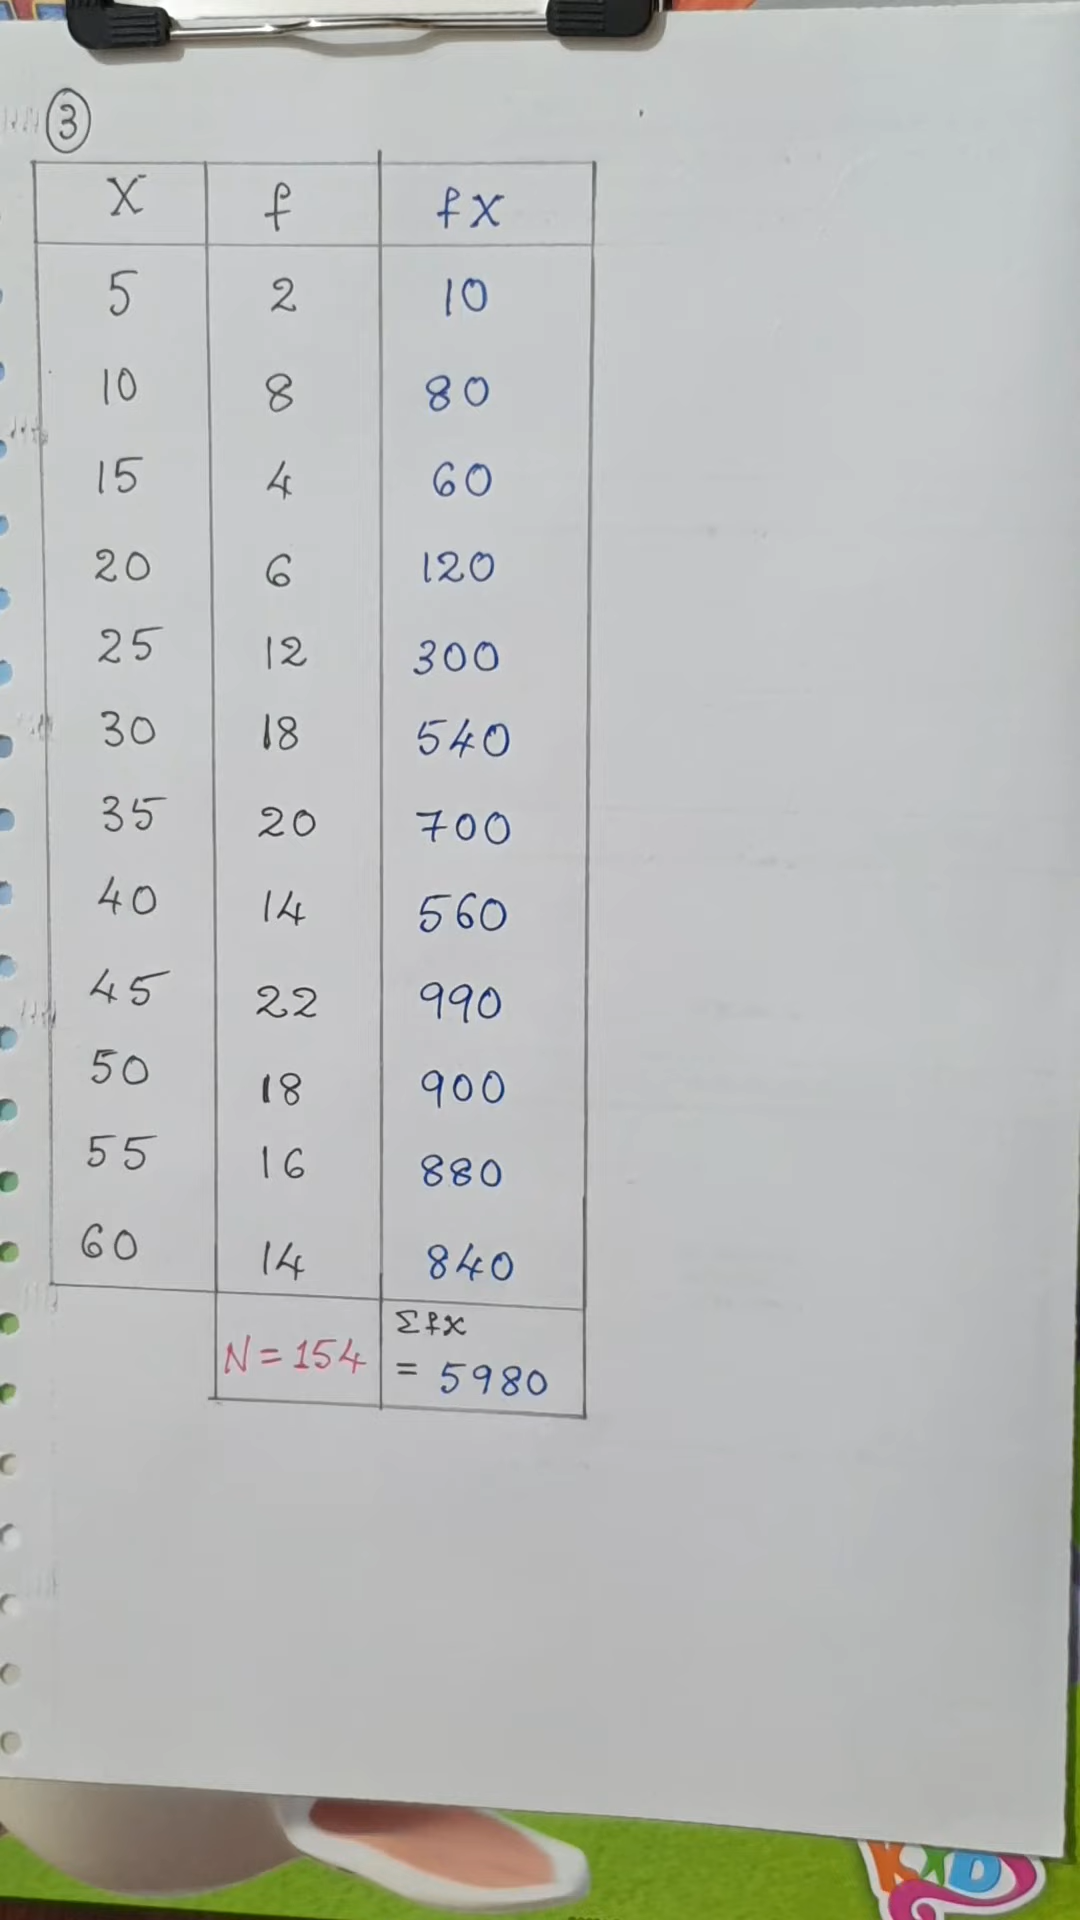 3
X f fX
5 2 10
10 8 80
15 4 60
20 6 120
25 12 300
30 18 540
35 20 700
40 14 560
45 22 990
50 18 900
55 16 880
60 14 840
N = 154 Σfx
= 5980
KiD